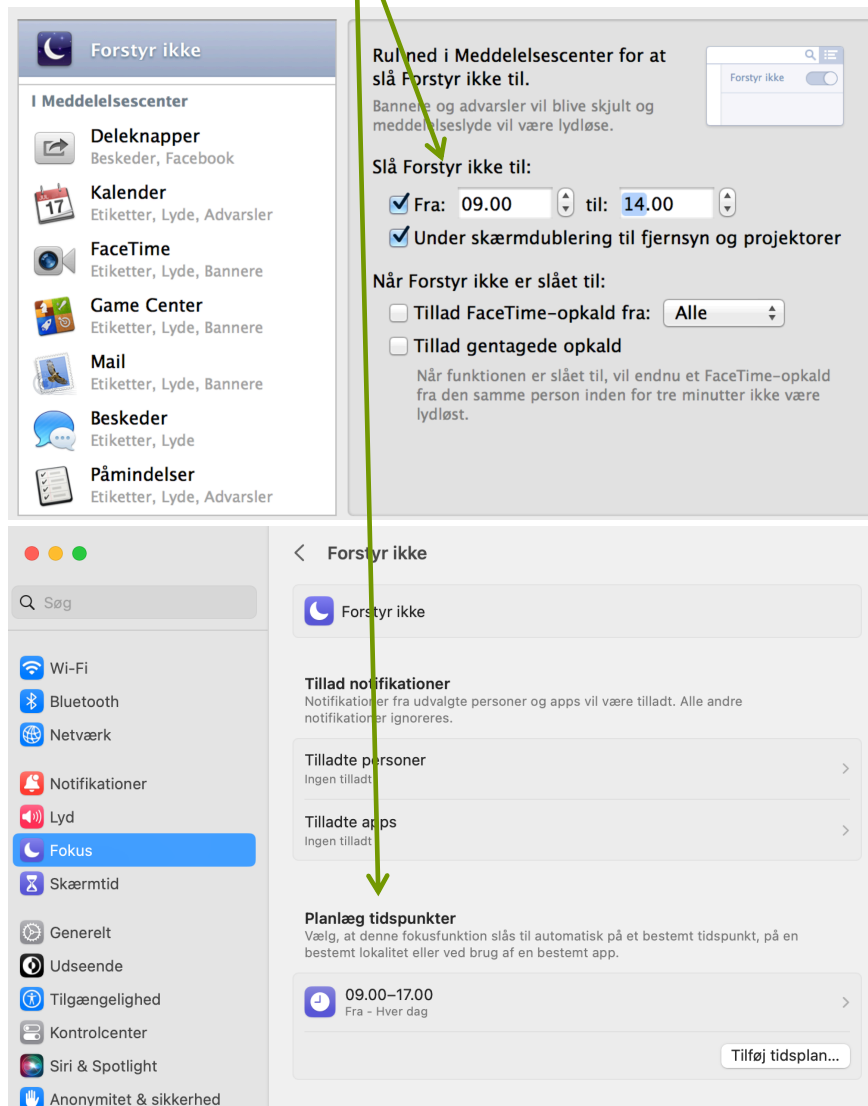 Forstyr ikke
I Meddelelsescenter
Deleknapper
Beskeder, Facebook
17
Kalender
Etiketter, Lyde, Advarsler
FaceTime
Etiketter, Lyde, Bannere
Game Center
Etiketter, Lyde, Bannere
Mail
Etiketter, Lyde, Bannere
Beskeder
Etiketter, Lyde
Påmindelser
Etiketter, Lyde, Advarsler
Rul ned i Meddelelsescenter for at
slå Forstyr ikke til.
Bannere og advarsler vil blive skjult og
meddelelseslyde vil være lydløse.
Forstyr ikke
Slå Forstyr ikke til:
Fra: 09.00 til: 14.00
Under skærmdublering til fjernsyn og projektorer
Når Forstyr ikke er slået til:
Tillad FaceTime-opkald fra: Alle
Tillad gentagede opkald
Når funktionen er slået til, vil endnu et FaceTime-opkald
fra den samme person inden for tre minutter ikke være
lydløst.
Søg
Wi-Fi
Bluetooth
Netværk
Notifikationer
Lyd
Fokus
Skærmtid
Generelt
Udseende
Tilgængelighed
Kontrolcenter
Siri & Spotlight
Anonymitet & sikkerhed
Forstyr ikke
Forstyr ikke
Tillad notifikationer
Notifikationer fra udvalgte personer og apps vil være tilladt. Alle andre
notifikationer ignoreres.
Tilladte personer
Ingen tilladt
Tilladte apps
Ingen tilladt
Planlæg tidspunkter
Vælg, at denne fokusfunktion slås til automatisk på et bestemt tidspunkt, på en
bestemt lokalitet eller ved brug af en bestemt app.
09.00–17.00
Fra - Hver dag
Tilføj tidsplan...